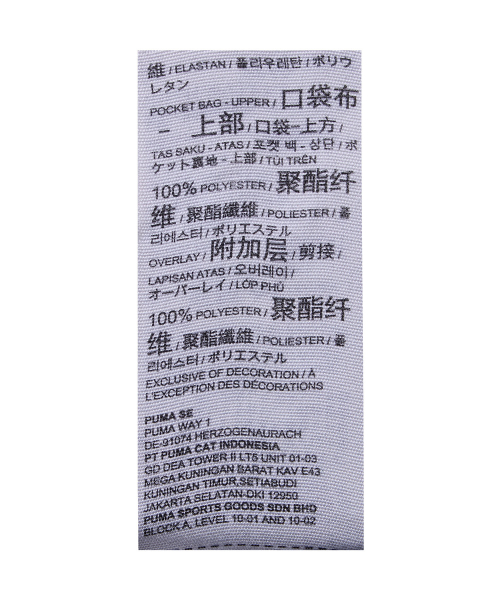 維 / ELASTAN / 폴리우레탄 / ポリウ
レタン
POCKET BAG - UPPER / 口袋布
- 上部 / 口袋-上方 /
TAS SAKU - ATAS / 포켓 백 - 상단 / ポ
ケット裏地 - 上部 / TÚI TRÊN
100% POLYESTER / 聚酯纤
维 / 聚酯纖維 / POLIESTER / 폴
리에스터 / ポリエステル
OVERLAY / 附加层 / 剪接 /
LAPISAN ATAS / 오버레이 /
オーバーレイ / LỚP PHỦ
100% POLYESTER / 聚酯纤
维 / 聚酯纖維 / POLIESTER / 폴
리에스터 / ポリエステル
EXCLUSIVE OF DECORATION / À
L'EXCEPTION DES DÉCORATIONS
PUMA SE
PUMA WAY 1
DE-91074 HERZOGENAURACH
PT PUMA CAT INDONESIA
GD DEA TOWER II LT5 UNIT 01-03
MEGA KUNINGAN BARAT KAV E43
KUNINGAN TIMUR,SETIABUDI
JAKARTA SELATAN-DKI 12950
PUMA SPORTS GOODS SDN BHD
BLOCK A, LEVEL 10-01 AND 10-02